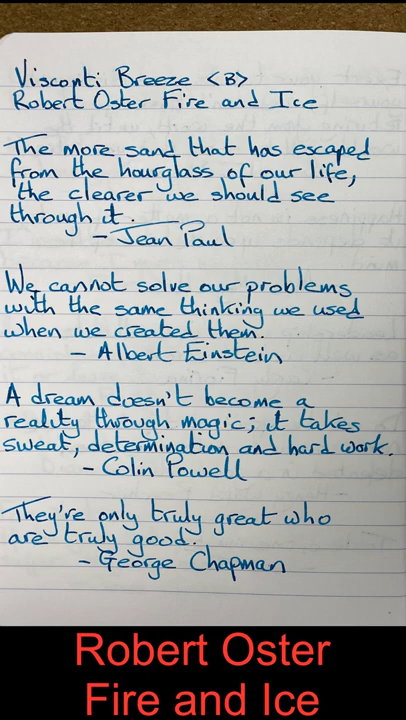 Visconti Breeze <B>
Robert Oster Fire and Ice
The more sand that has escaped
from the hourglass of our life,
the clearer we should see
through it.
- Jean Paul
We cannot solve our problems
with the same thinking we used
when we created them.
- Albert Einstein
A dream doesn't become a
reality through magic; it takes
sweat, determination and hard work.
- Colin Powell
They're only truly great who
are truly good.
- George Chapman
Robert Oster
Fire and Ice